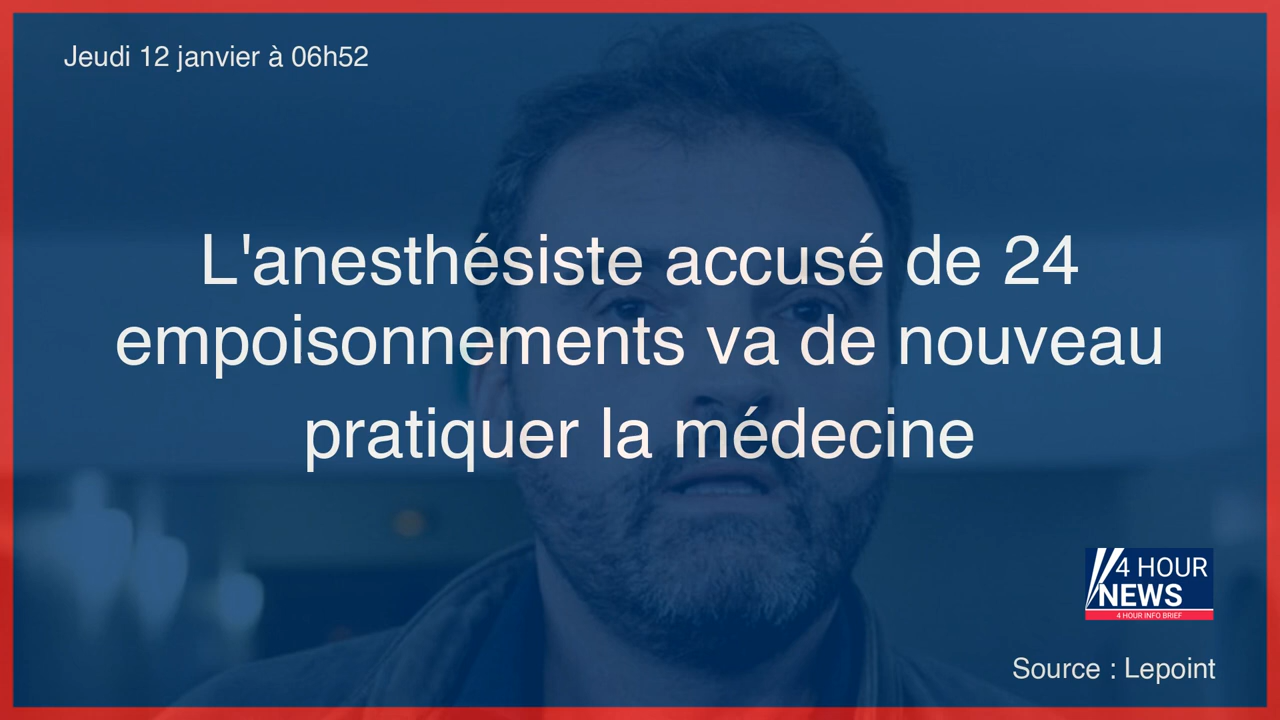 Jeudi 12 janvier à 06h52
L'anesthésiste accusé de 24
empoisonnements va de nouveau
pratiquer la médecine
4 HOUR
NEWS
4 HOUR INFO BRIEF
Source : Lepoint